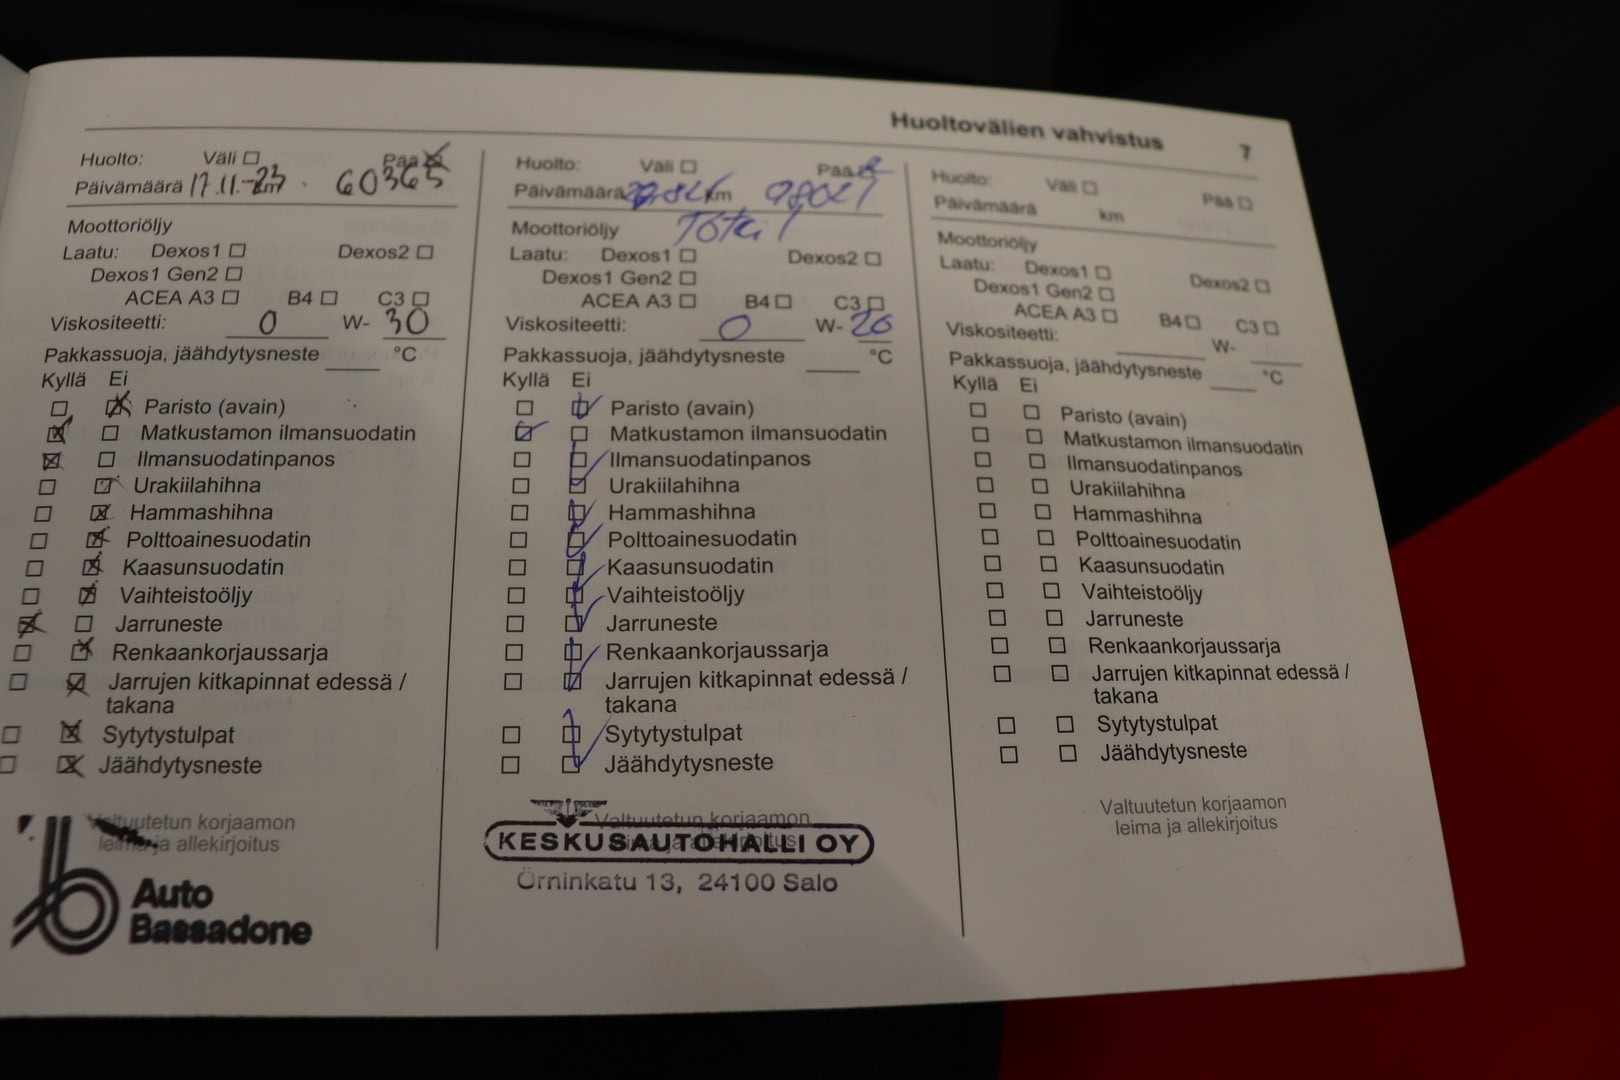 Huoltovälien vahvistus 7
Huolto: Väli Pää
Päivämäärä 17.11.-23 km 60365
Moottoriöljy
Laatu: Dexos1 Dexos2
Dexos1 Gen2
ACEA A3 B4 C3
Viskositeetti: 0 W- 30
Pakkassuoja, jäähdytysneste °C
Kyllä Ei
Paristo (avain)
Matkustamon ilmansuodatin
Ilmansuodatinpanos
Urakiilahihna
Hammashihna
Polttoainesuodatin
Kaasunsuodatin
Vaihteistoöljy
Jarruneste
Renkaankorjaussarja
Jarrujen kitkapinnat edessä /
takana
Sytytystulpat
Jäähdytysneste
Valtuutetun korjaamon
leima ja allekirjoitus
Auto
Bassadone
Huolto: Väli Pää
Päivämäärä km
Moottoriöljy Total
Laatu: Dexos1 Dexos2
Dexos1 Gen2
ACEA A3 B4 C3
Viskositeetti: 0 W- 20
Pakkassuoja, jäähdytysneste °C
Kyllä Ei
Paristo (avain)
Matkustamon ilmansuodatin
Ilmansuodatinpanos
Urakiilahihna
Hammashihna
Polttoainesuodatin
Kaasunsuodatin
Vaihteistoöljy
Jarruneste
Renkaankorjaussarja
Jarrujen kitkapinnat edessä /
takana
Sytytystulpat
Jäähdytysneste
Valtuutetun korjaamon
leima ja allekirjoitus
KESKUSAUTOHALLI OY
Örninkatu 13, 24100 Salo
Huolto: Väli Pää
Päivämäärä km
Moottoriöljy
Laatu: Dexos1 Dexos2
Dexos1 Gen2
ACEA A3 B4 C3
Viskositeetti: W-
Pakkassuoja, jäähdytysneste °C
Kyllä Ei
Paristo (avain)
Matkustamon ilmansuodatin
Ilmansuodatinpanos
Urakiilahihna
Hammashihna
Polttoainesuodatin
Kaasunsuodatin
Vaihteistoöljy
Jarruneste
Renkaankorjaussarja
Jarrujen kitkapinnat edessä /
takana
Sytytystulpat
Jäähdytysneste
Valtuutetun korjaamon
leima ja allekirjoitus